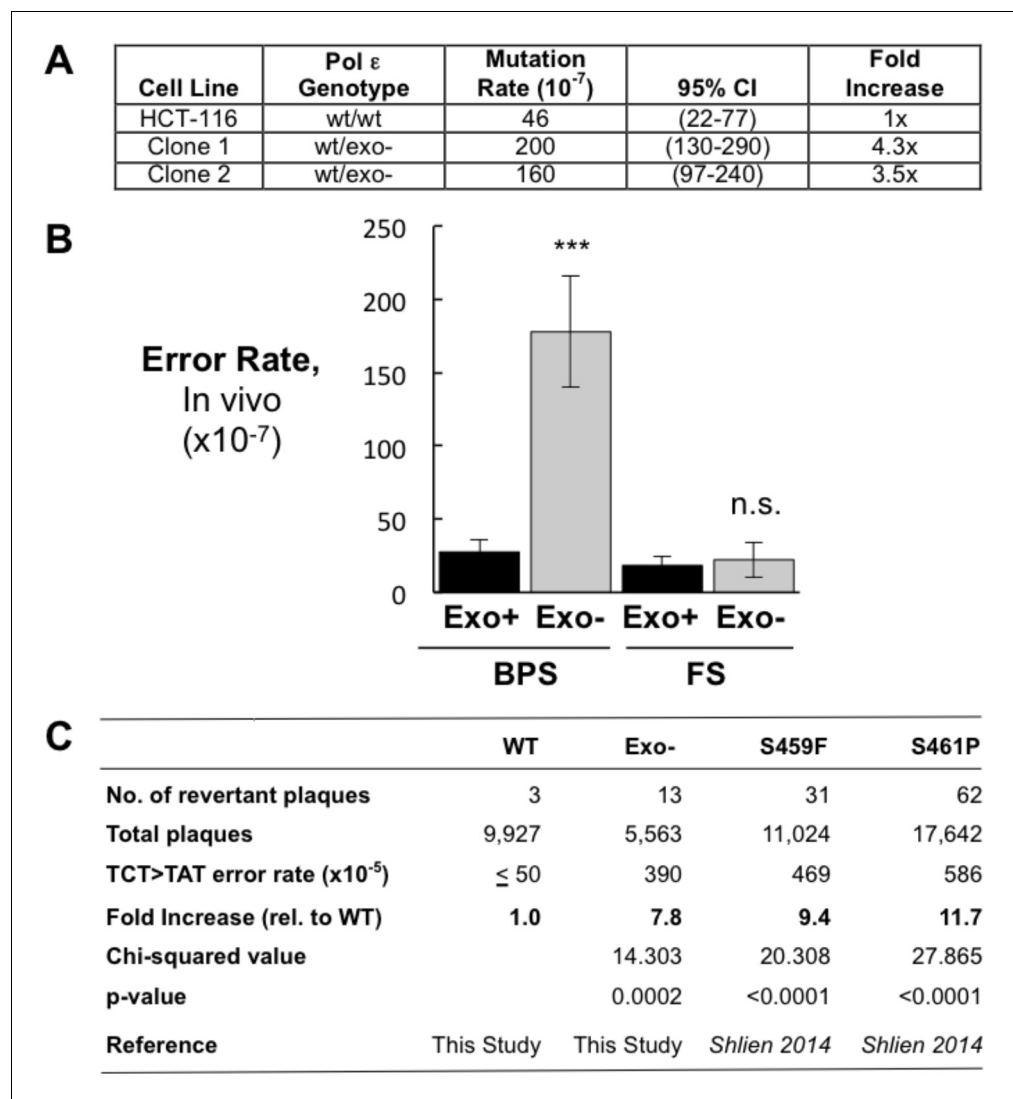 A
Cell Line Pol ε Genotype Mutation Rate (10-7) 95% CI Fold Increase
HCT-116 wt/wt 46 (22-77) 1x
Clone 1 wt/exo- 200 (130-290) 4.3x
Clone 2 wt/exo- 160 (97-240) 3.5x
B
Error Rate,
In vivo
(x10-7)
250
200
150
100
50
0
***
n.s.
Exo+ Exo- Exo+ Exo-
BPS FS
C
WT Exo- S459F S461P
No. of revertant plaques 3 13 31 62
Total plaques 9,927 5,563 11,024 17,642
TCT>TAT error rate (x10-5) ≤ 50 390 469 586
Fold Increase (rel. to WT) 1.0 7.8 9.4 11.7
Chi-squared value 14.303 20.308 27.865
p-value 0.0002 <0.0001 <0.0001
Reference This Study This Study Shlien 2014 Shlien 2014